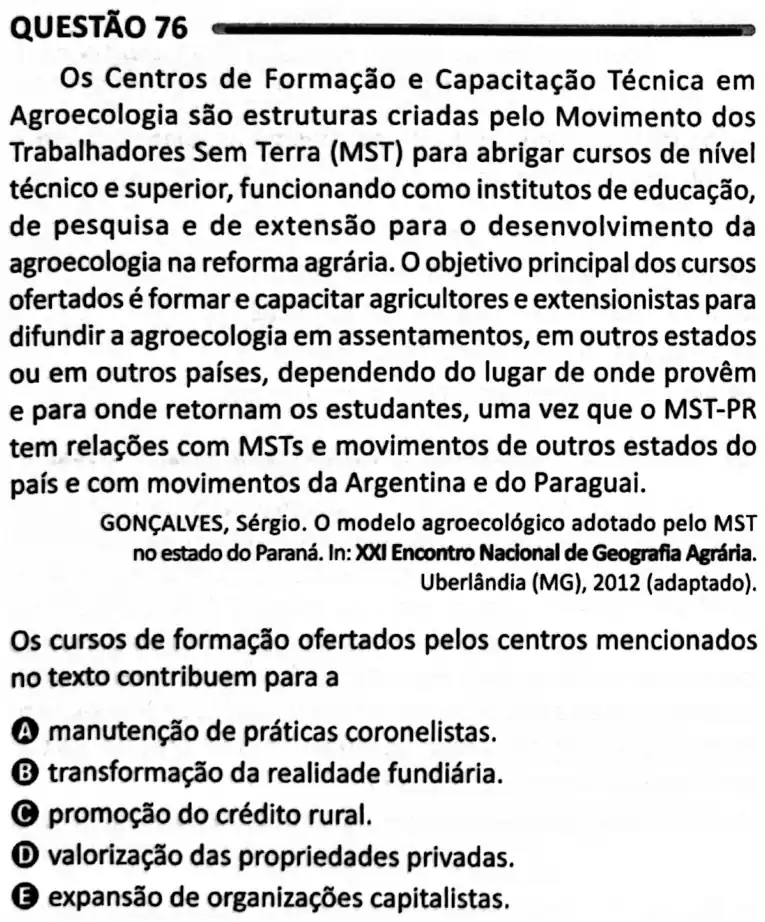 QUESTÃO 76
Os Centros de Formação e Capacitação Técnica em
Agroecologia são estruturas criadas pelo Movimento dos
Trabalhadores Sem Terra (MST) para abrigar cursos de nível
técnico e superior, funcionando como institutos de educação,
de pesquisa e de extensão para o desenvolvimento da
agroecologia na reforma agrária. O objetivo principal dos cursos
ofertados é formar e capacitar agricultores e extensionistas para
difundir a agroecologia em assentamentos, em outros estados
ou em outros países, dependendo do lugar de onde provêm
e para onde retornam os estudantes, uma vez que o MST-PR
tem relações com MSTs e movimentos de outros estados do
país e com movimentos da Argentina e do Paraguai.
GONÇALVES, Sérgio. O modelo agroecológico adotado pelo MST
no estado do Paraná. In: XXI Encontro Nacional de Geografia Agrária.
Uberlândia (MG), 2012 (adaptado).
Os cursos de formação ofertados pelos centros mencionados
no texto contribuem para a
A manutenção de práticas coronelistas.
B transformação da realidade fundiária.
C promoção do crédito rural.
D valorização das propriedades privadas.
E expansão de organizações capitalistas.